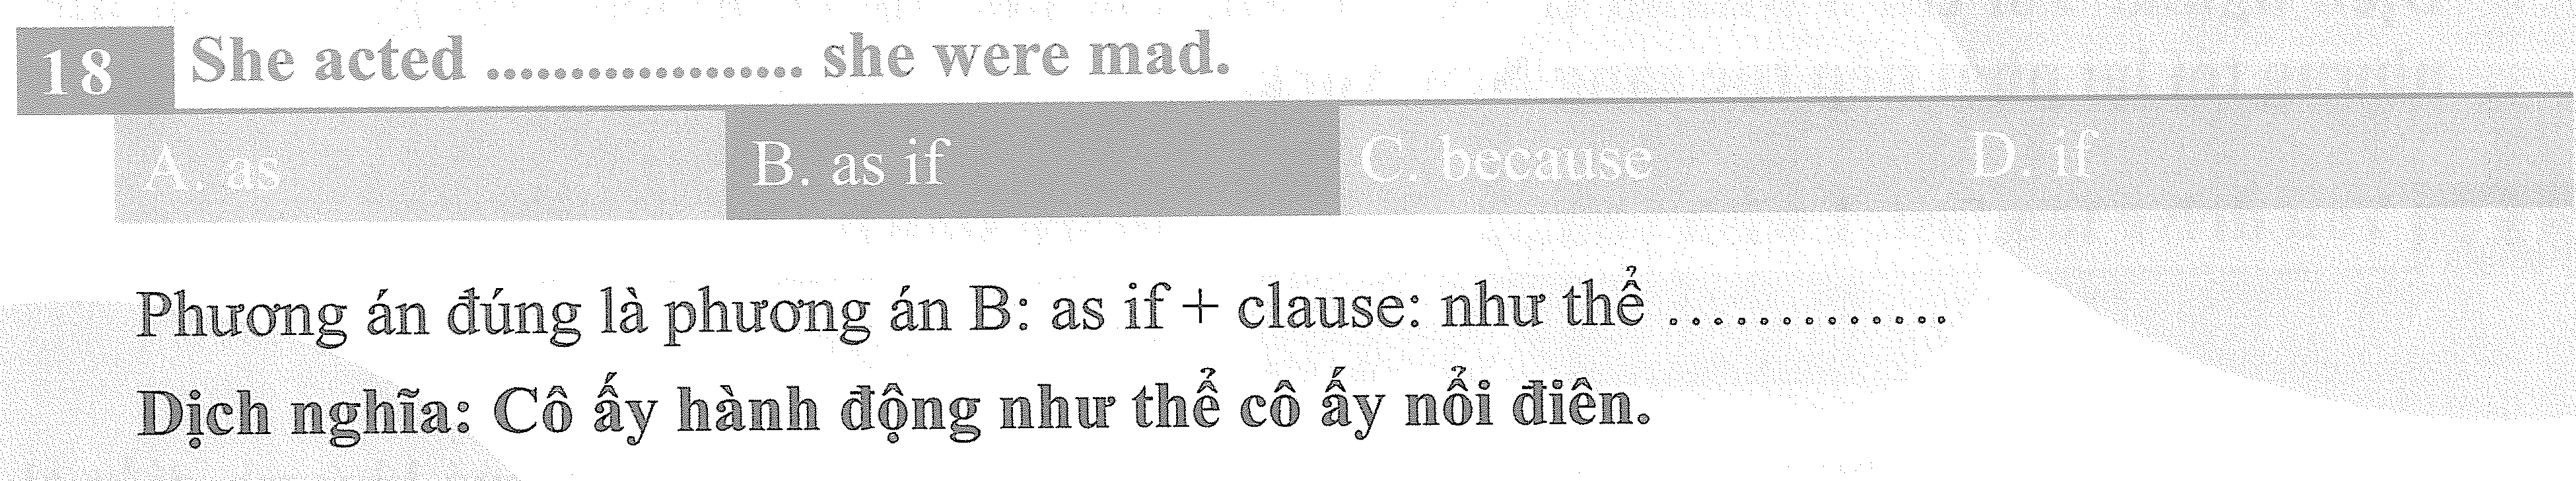 18 She acted .................. she were mad.
A. as B. as if C. because D. if
Phương án đúng là phương án B: as if + clause: như thể .............
Dịch nghĩa: Cô ấy hành động như thể cô ấy nổi điên.